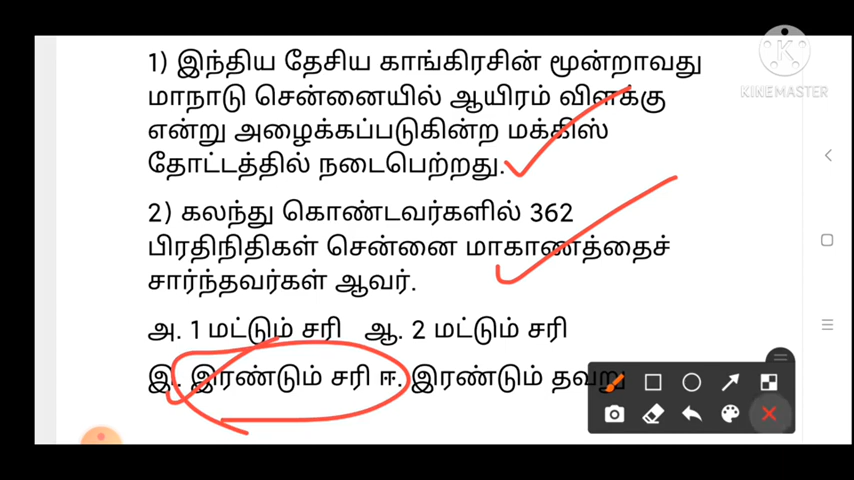 KINEMASTER
1) இந்திய தேசிய காங்கிரசின் மூன்றாவது
மாநாடு சென்னையில் ஆயிரம் விளக்கு
என்று அழைக்கப்படுகின்ற மக்கிஸ்
தோட்டத்தில் நடைபெற்றது.
2) கலந்து கொண்டவர்களில் 362
பிரதிநிதிகள் சென்னை மாகாணத்தைச்
சார்ந்தவர்கள் ஆவர்.
அ. 1 மட்டும் சரி ஆ. 2 மட்டும் சரி
இ. இரண்டும் சரி ஈ. இரண்டும் தவறு